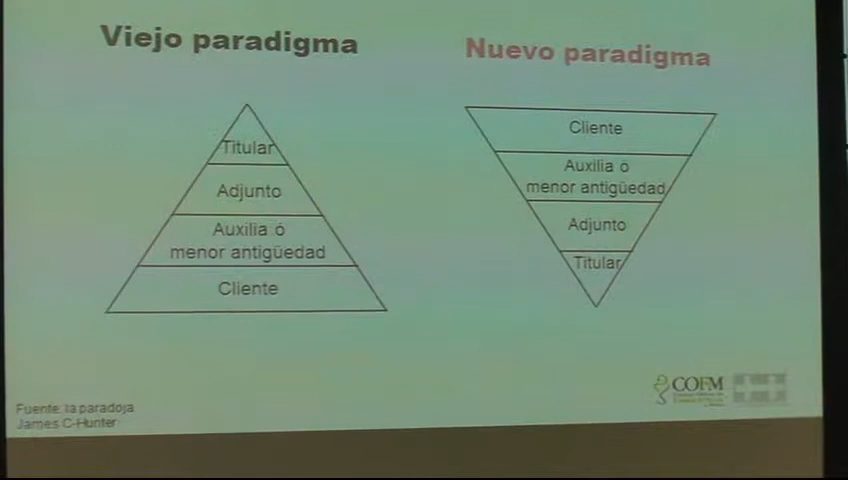 Viejo paradigma
Titular
Adjunto
Auxilia ó
menor antigüedad
Cliente
Nuevo paradigma
Cliente
Auxilia ó
menor antigüedad
Adjunto
Titular
Fuente: la paradoja
James C-Hunter
COFM